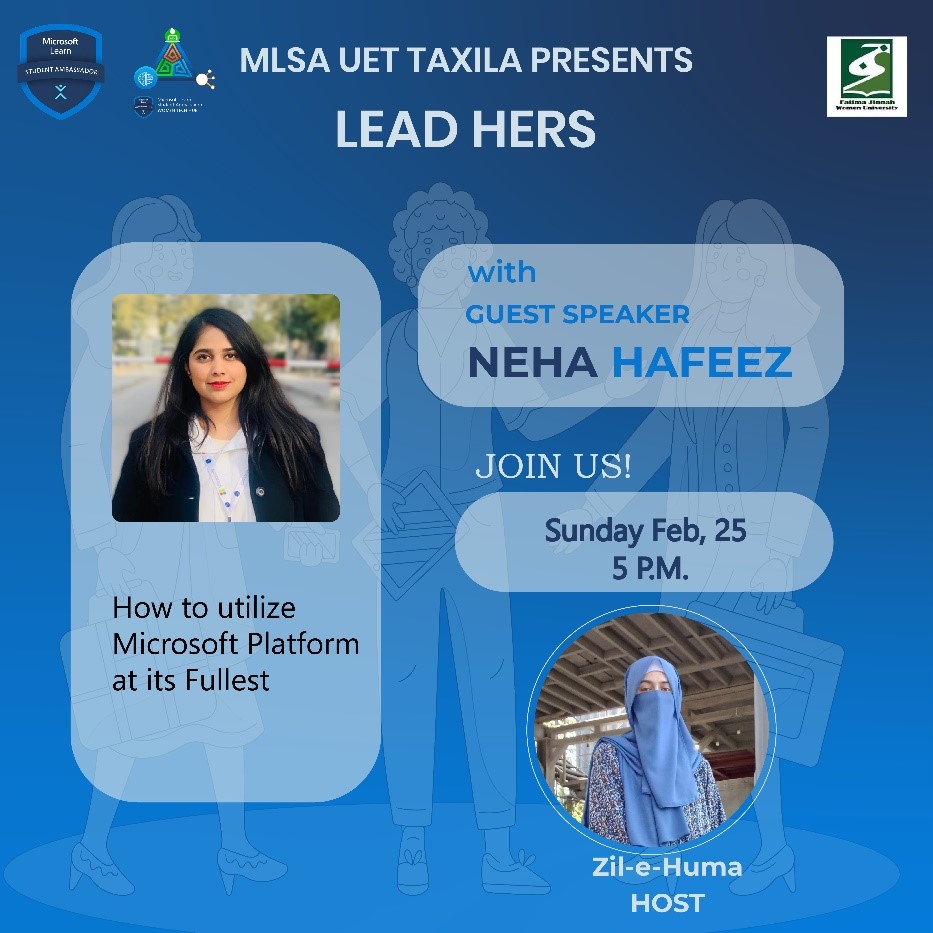 Microsoft
Learn
STUDENT AMBASSADOR
MLSA UET TAXILA PRESENTS
LEAD HERS
Fatima Jinnah
Women University
with
GUEST SPEAKER
NEHA HAFEEZ
JOIN US!
Sunday Feb, 25
5 P.M.
How to utilize
Microsoft Platform
at its Fullest
Zil-e-Huma
HOST